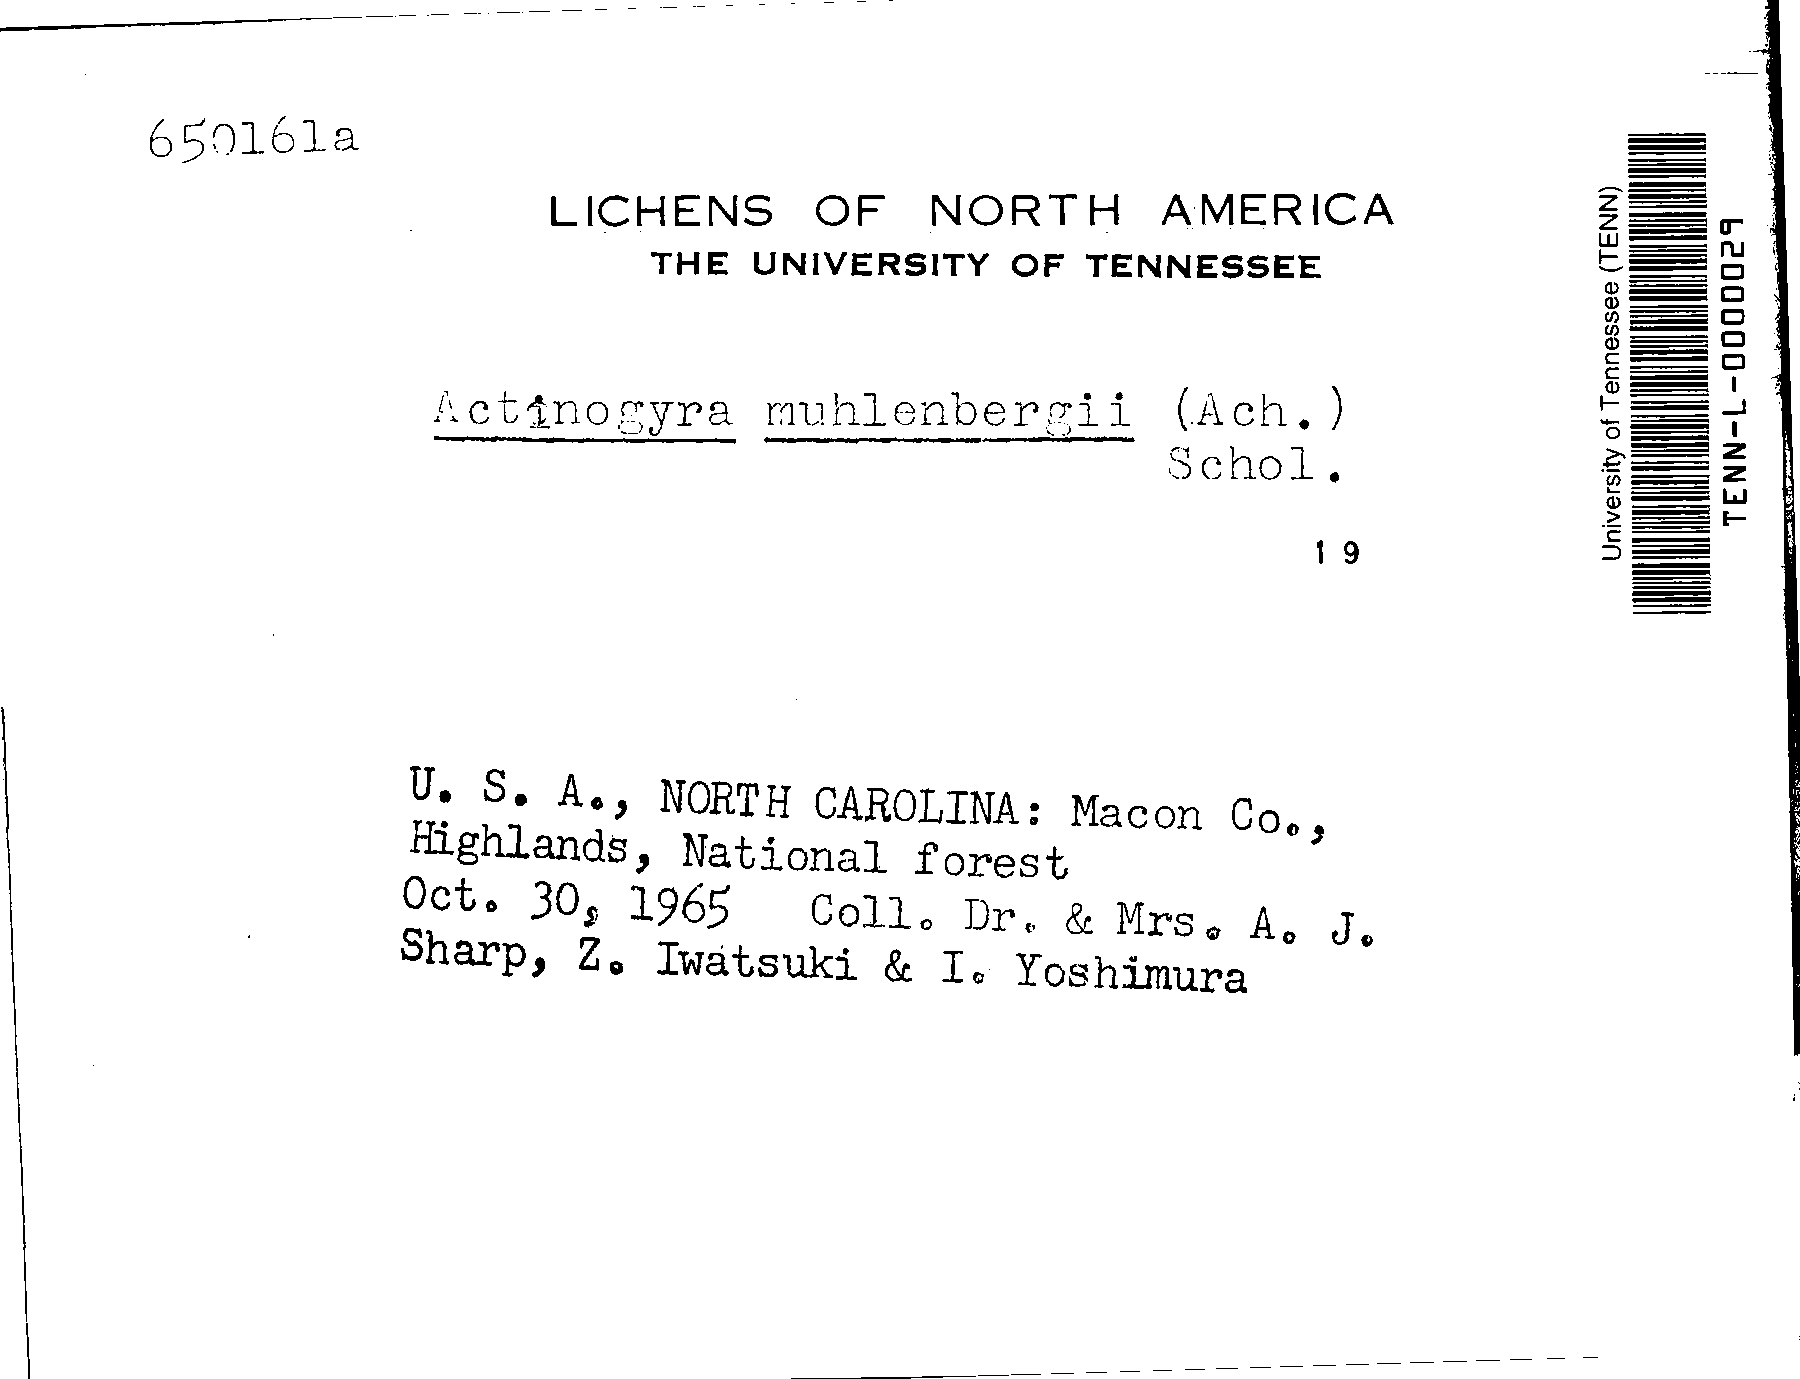 650161a
LICHENS OF NORTH AMERICA
THE UNIVERSITY OF TENNESSEE
Actinogyra muhlenbergii (Ach.)
Schol.
19
U. S. A., NORTH CAROLINA: Macon Co.,
Highlands, National forest
Oct. 30, 1965 Coll. Dr. & Mrs. A. J.
Sharp, Z. Iwatsuki & I. Yoshimura
University of Tennessee (TENN)
TENN-L-0000029